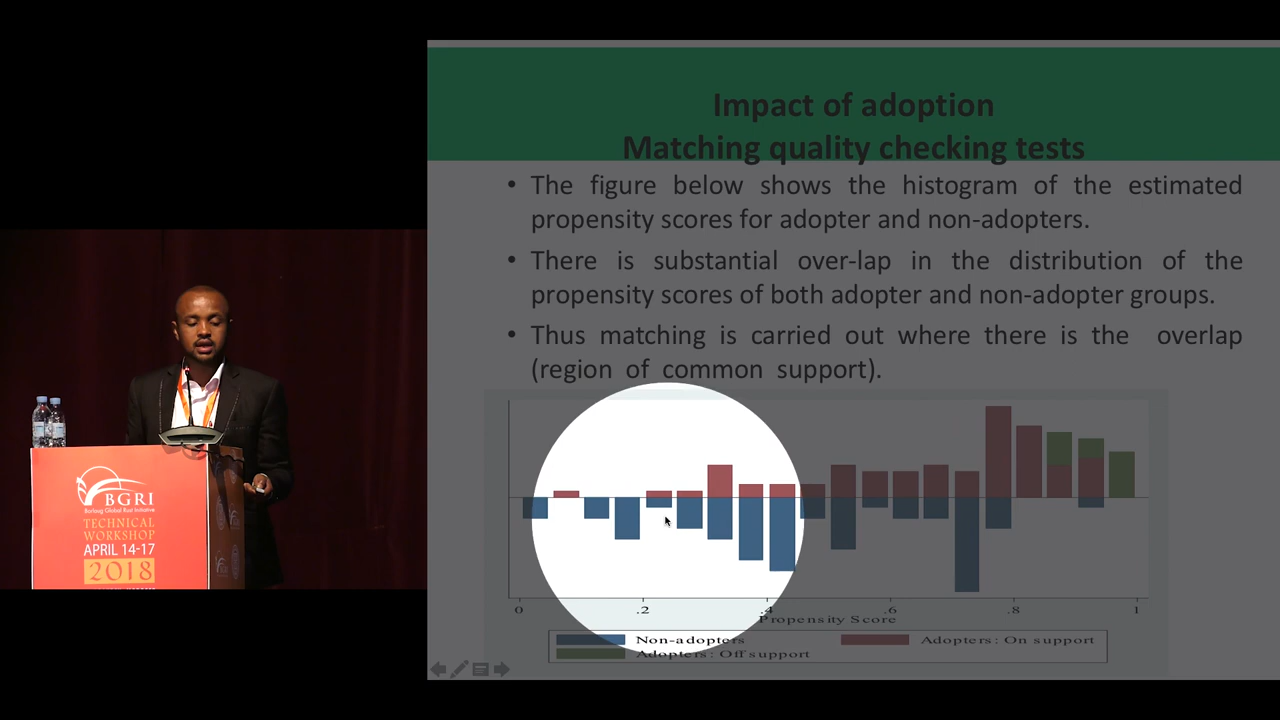 Impact of adoption
Matching quality checking tests
• The figure below shows the histogram of the estimated
propensity scores for adopter and non-adopters.
• There is substantial over-lap in the distribution of the
propensity scores of both adopter and non-adopter groups.
• Thus matching is carried out where there is the overlap
(region of common support).
0 .2 .4 .6 .8 1
Propensity Score
Non-adopters Adopters: On support
Adopters: Off support
BGRI
Borlaug Global Rust Initiative
TECHNICAL
WORKSHOP
APRIL 14-17
2018